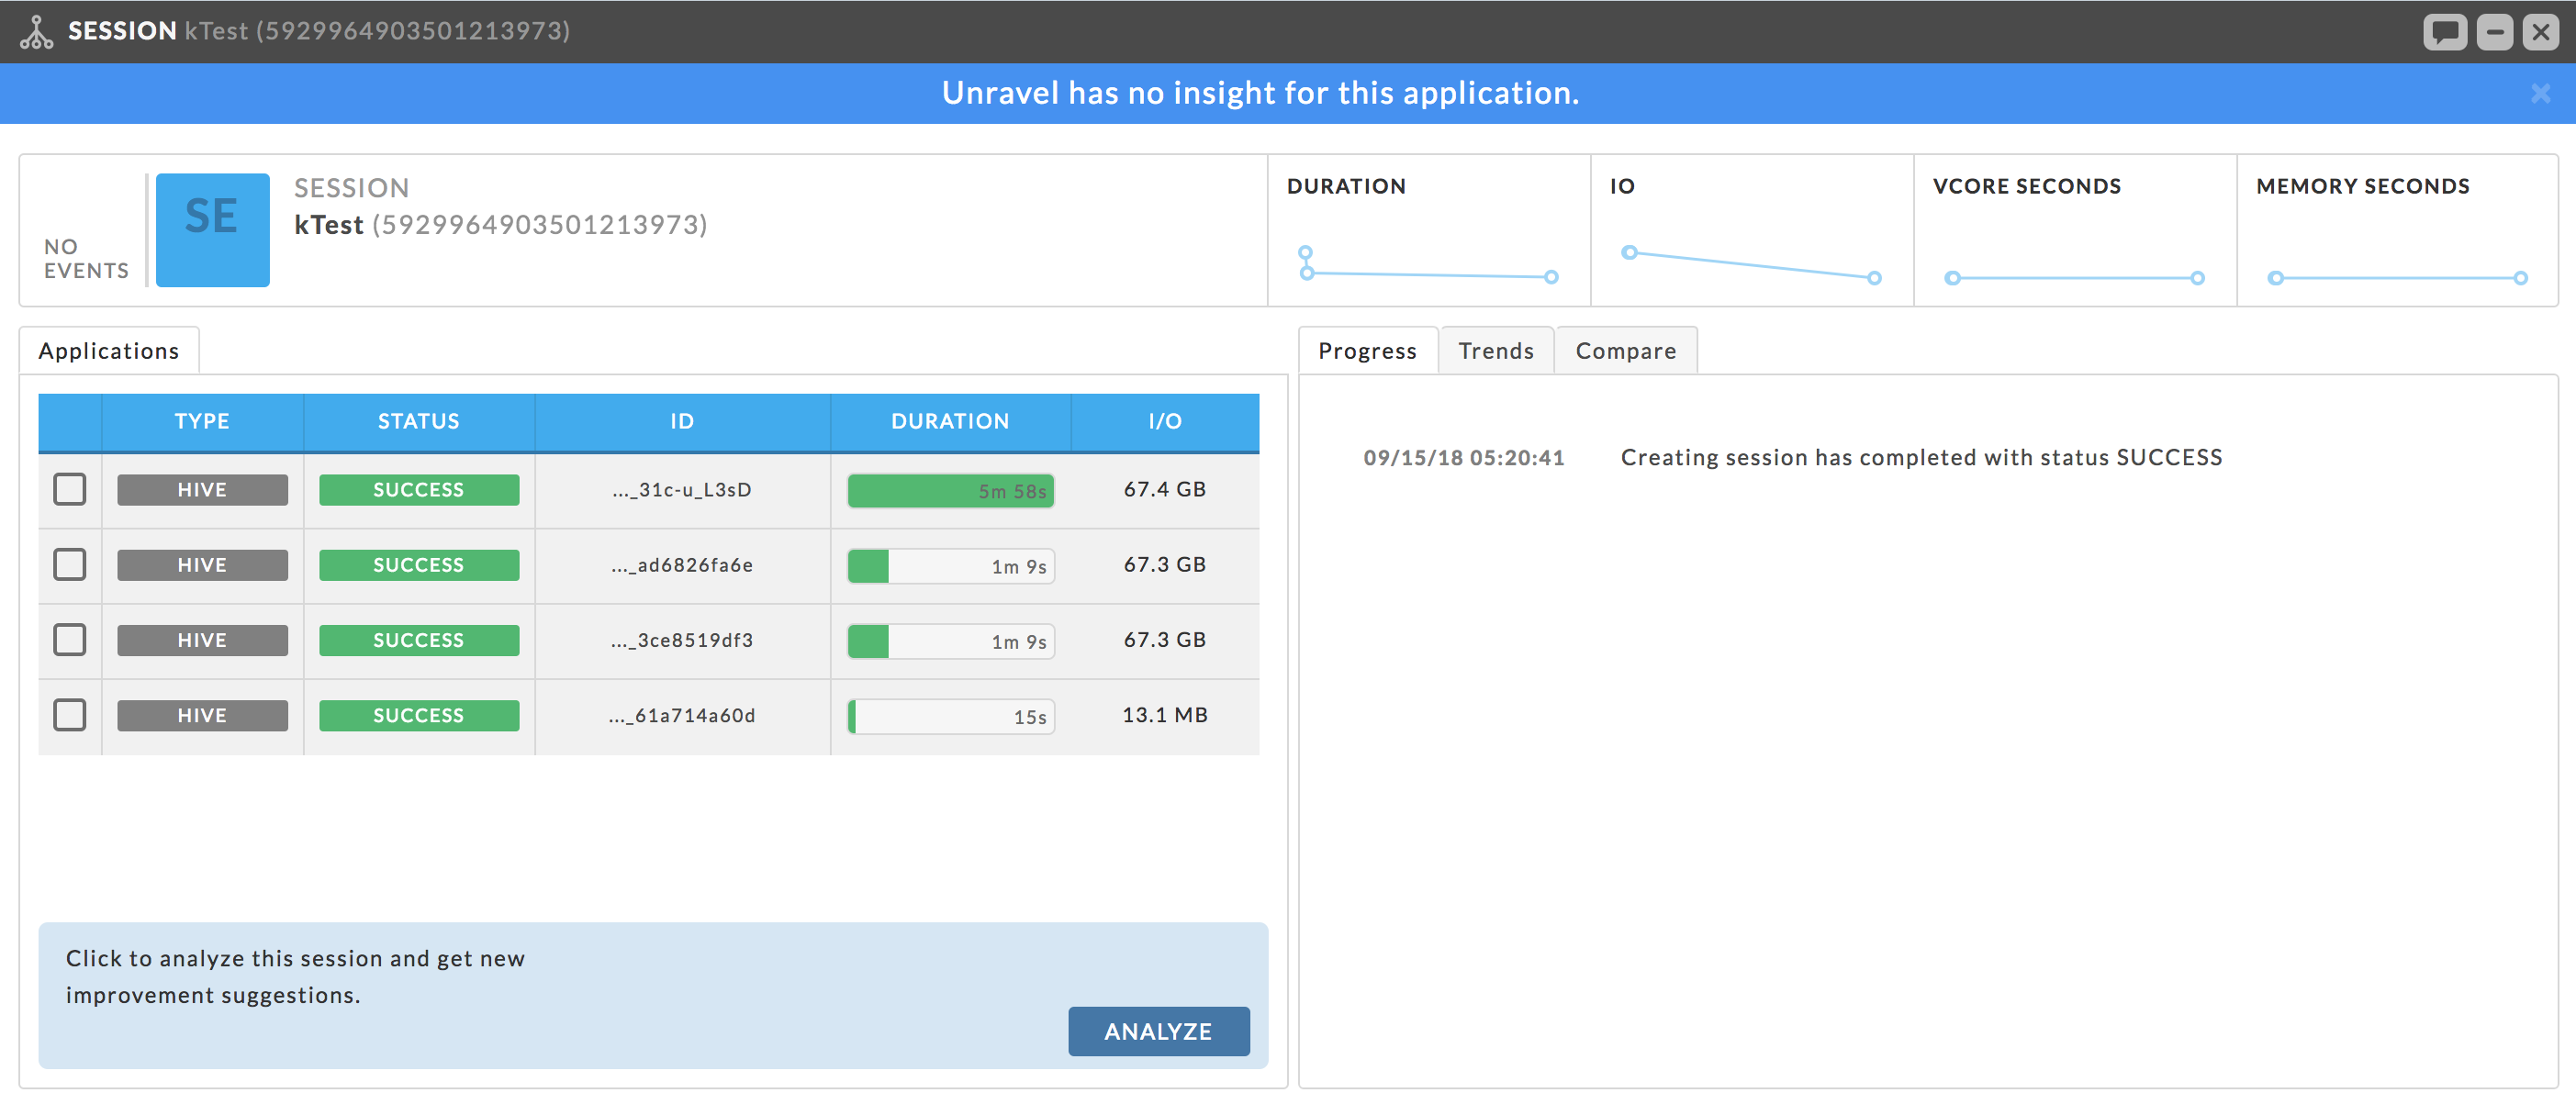 SESSION kTest (5929964903501213973)
Unravel has no insight for this application.
NO
EVENTS
SE
SESSION
kTest (5929964903501213973)
DURATION
IO
VCORE SECONDS
MEMORY SECONDS
Applications
TYPE STATUS ID DURATION I/O
HIVE SUCCESS ..._31c-u_L3sD 5m 58s 67.4 GB
HIVE SUCCESS ..._ad6826fa6e 1m 9s 67.3 GB
HIVE SUCCESS ..._3ce8519df3 1m 9s 67.3 GB
HIVE SUCCESS ..._61a714a60d 15s 13.1 MB
Click to analyze this session and get new
improvement suggestions.
ANALYZE
Progress Trends Compare
09/15/18 05:20:41 Creating session has completed with status SUCCESS